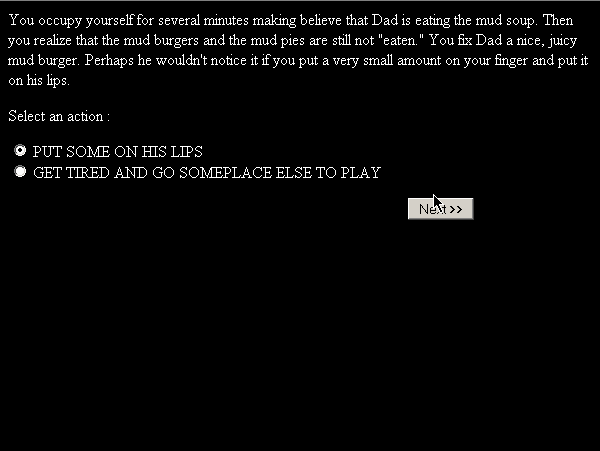 You occupy yourself for several minutes making believe that Dad is eating the mud soup. Then
you realize that the mud burgers and the mud pies are still not "eaten." You fix Dad a nice, juicy
mud burger. Perhaps he wouldn't notice it if you put a very small amount on your finger and put it
on his lips.
Select an action :
PUT SOME ON HIS LIPS
GET TIRED AND GO SOMEPLACE ELSE TO PLAY
Next >>